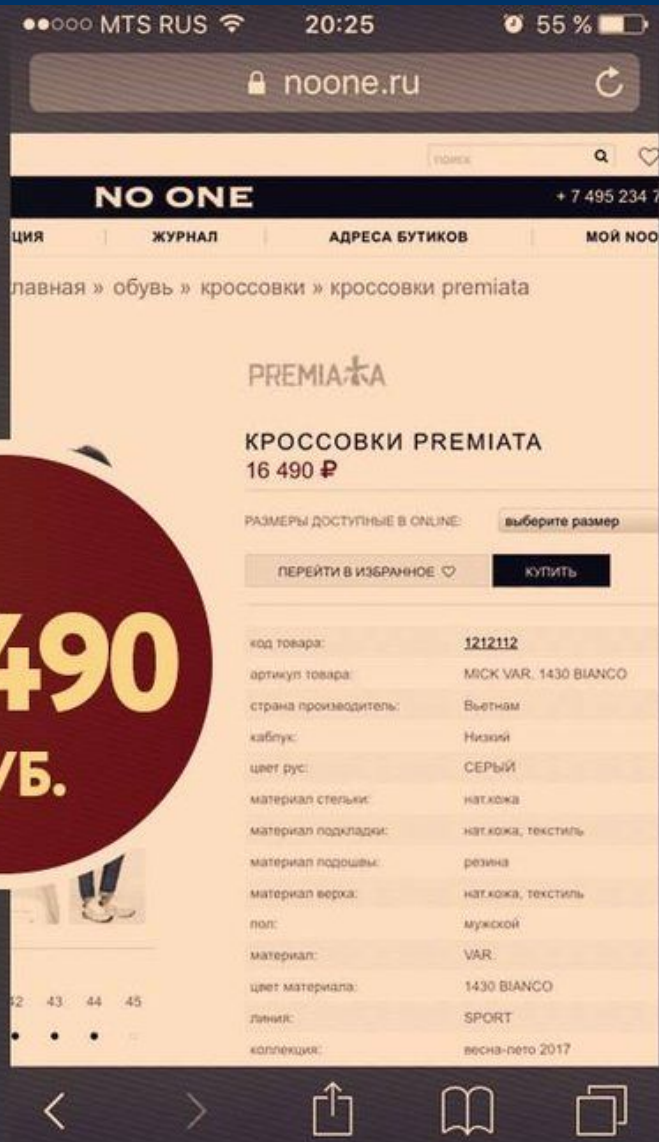 MTS RUS 20:25 55 %
noone.ru
поиск
NO ONE + 7 495 234 7
ЦИЯ ЖУРНАЛ АДРЕСА БУТИКОВ МОЙ NOO
лавная » обувь » кроссовки » кроссовки premiata
PREMIATA
КРОССОВКИ PREMIATA
16 490 ₽
РАЗМЕРЫ ДОСТУПНЫЕ В ONLINE: выберите размер
ПЕРЕЙТИ В ИЗБРАННОЕ ♡ КУПИТЬ
490
УБ.
код товара: 1212112
артикул товара: MICK VAR. 1430 BIANCO
страна производитель: Вьетнам
каблук: Низкий
цвет рус: СЕРЫЙ
материал стельки: нат.кожа
материал подкладки: нат.кожа, текстиль
материал подошвы: резина
материал верха: нат.кожа, текстиль
пол: мужской
материал: VAR.
цвет материала: 1430 BIANCO
линия: SPORT
коллекция: весна-лето 2017
42 43 44 45